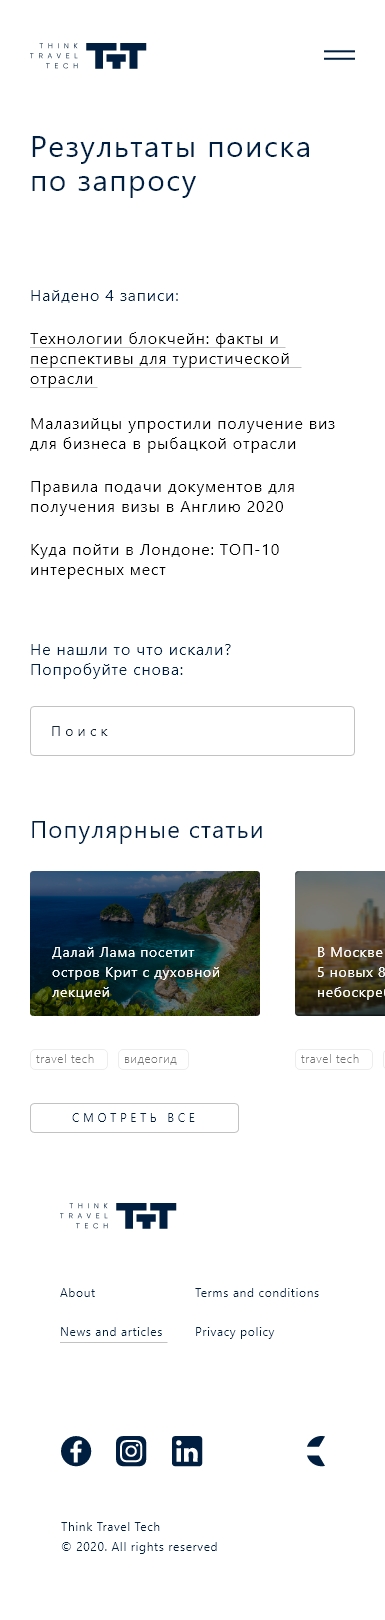 THINK
TRAVEL
TECH
TTT
Результаты поиска
по запросу
Найдено 4 записи:
Технологии блокчейн: факты и
перспективы для туристической
отрасли
Малазийцы упростили получение виз
для бизнеса в рыбацкой отрасли
Правила подачи документов для
получения визы в Англию 2020
Куда пойти в Лондоне: ТОП-10
интересных мест
Не нашли то что искали?
Попробуйте снова:
Поиск
Популярные статьи
Далай Лама посетит
остров Крит с духовной
лекцией
В Москве
5 новых 8
небоскре
travel tech видеогид
travel tech
СМОТРЕТЬ ВСЕ
THINK
TRAVEL
TECH
TTT
About Terms and conditions
News and articles Privacy policy
Think Travel Tech
© 2020. All rights reserved